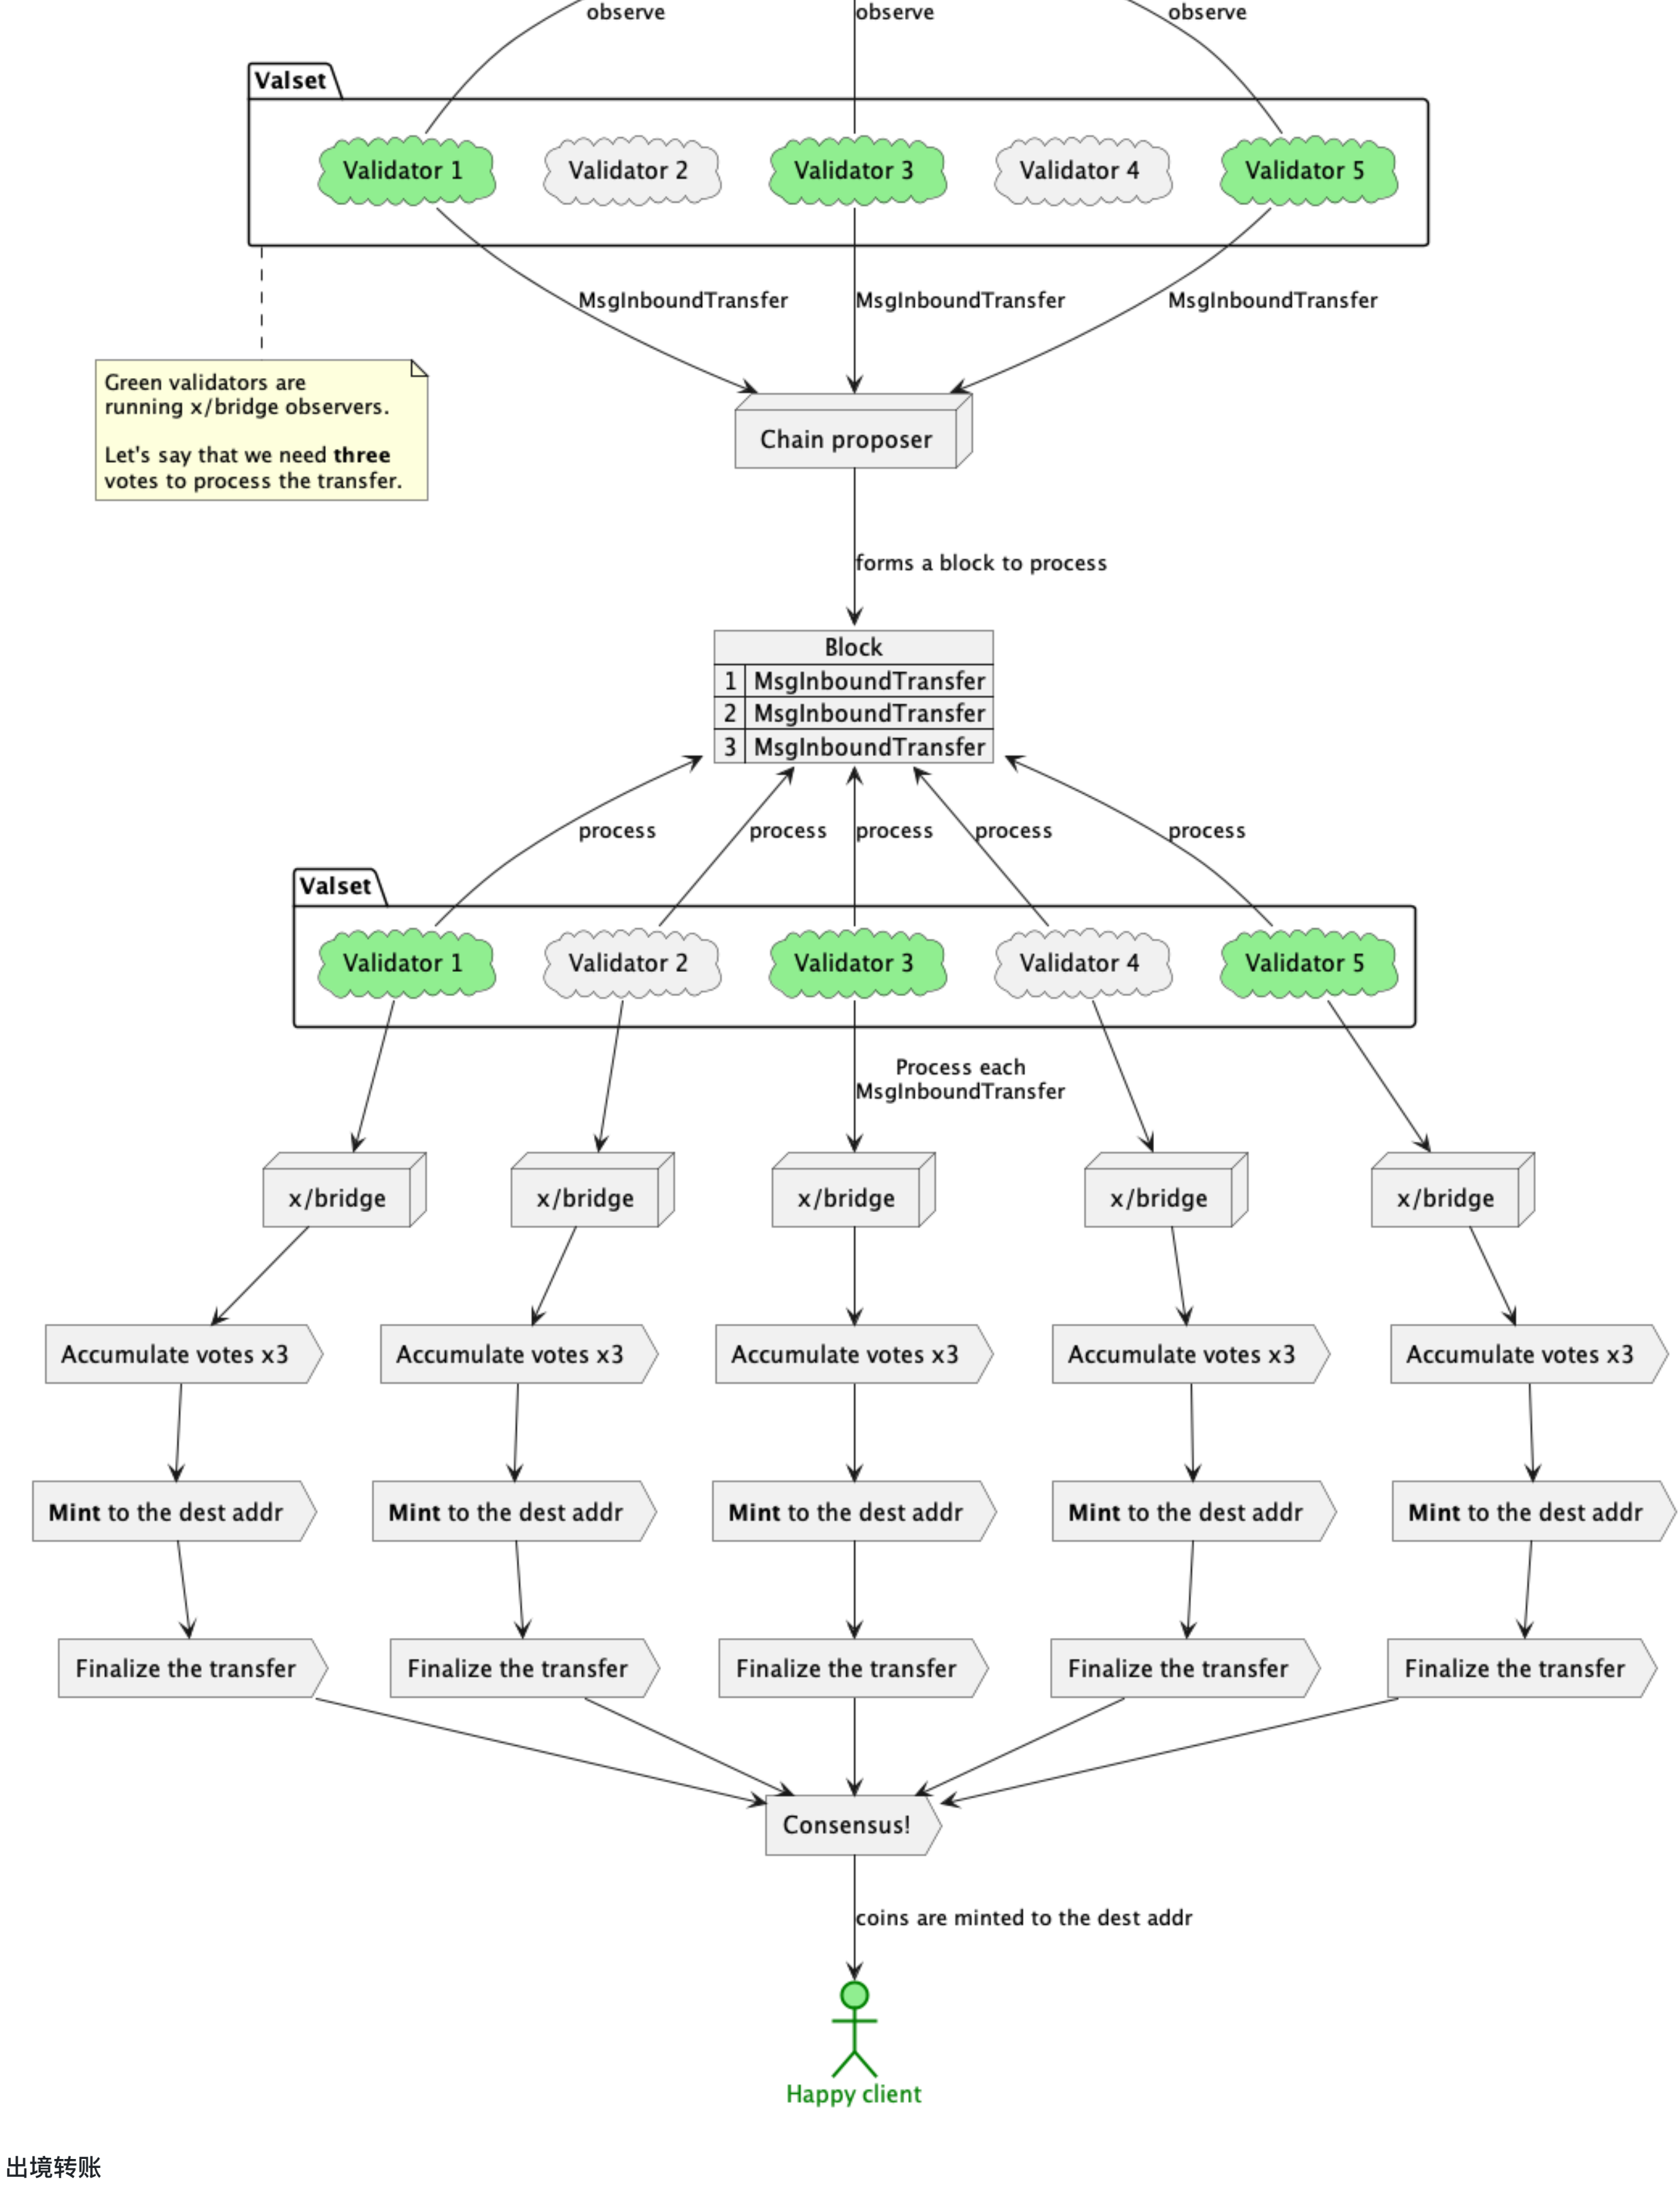 observe
observe
observe
Valset
Validator 1
Validator 2
Validator 3
Validator 4
Validator 5
MsgInboundTransfer
MsgInboundTransfer
MsgInboundTransfer
Green validators are
running x/bridge observers.
Let's say that we need three
votes to process the transfer.
Chain proposer
forms a block to process
Block
1 MsgInboundTransfer
2 MsgInboundTransfer
3 MsgInboundTransfer
process
process
process
process
process
Valset
Validator 1
Validator 2
Validator 3
Validator 4
Validator 5
Process each
MsgInboundTransfer
x/bridge
x/bridge
x/bridge
x/bridge
x/bridge
Accumulate votes x3
Accumulate votes x3
Accumulate votes x3
Accumulate votes x3
Accumulate votes x3
Mint to the dest addr
Mint to the dest addr
Mint to the dest addr
Mint to the dest addr
Mint to the dest addr
Finalize the transfer
Finalize the transfer
Finalize the transfer
Finalize the transfer
Finalize the transfer
Consensus!
coins are minted to the dest addr
Happy client
出境转账